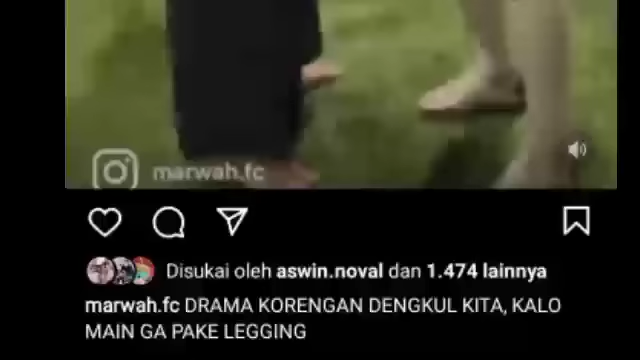 marwah.fc
Disukai oleh aswin.noval dan 1.474 lainnya
marwah.fc DRAMA KORENGAN DENGKUL KITA, KALO
MAIN GA PAKE LEGGING